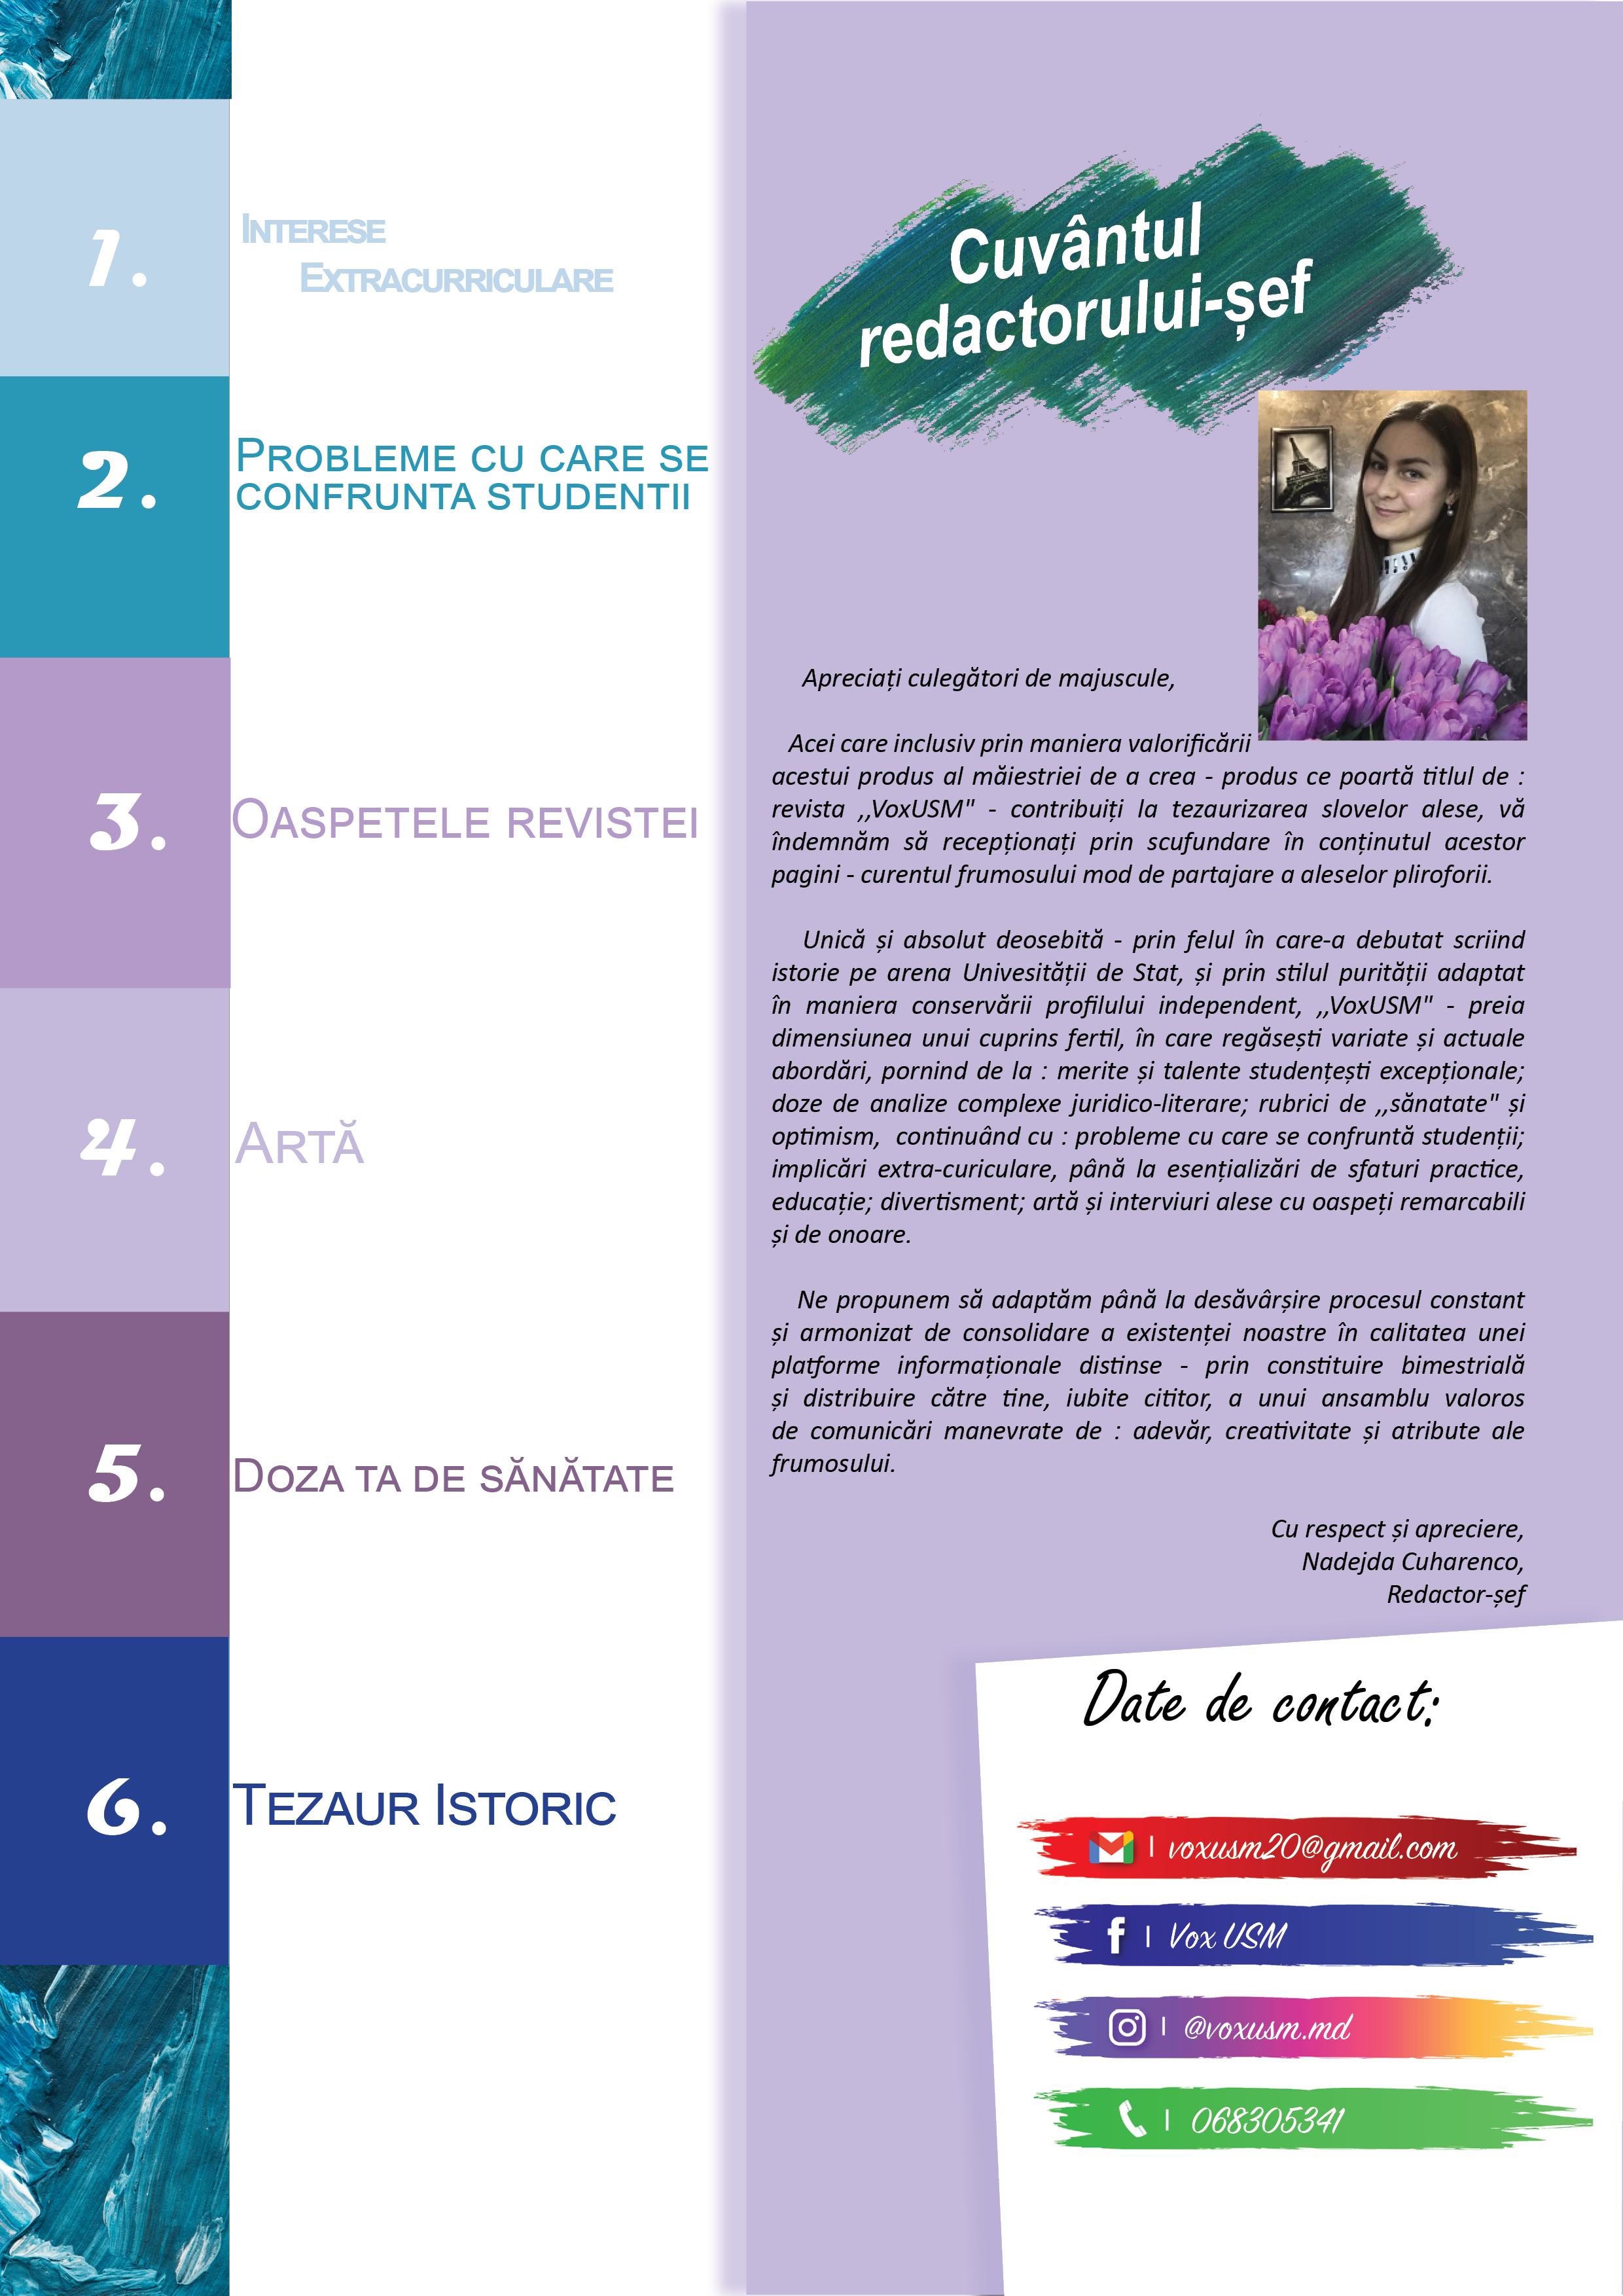 1.
INTERESE
EXTRACURRICULARE
2.
PROBLEME CU CARE SE
CONFRUNTA STUDENTII
3.
OASPETELE REVISTEI
4.
ARTĂ
5.
DOZA TA DE SĂNĂTATE
6.
TEZAUR ISTORIC
Cuvântul
redactorului-șef
Apreciați culegători de majuscule,
Acei care inclusiv prin maniera valorificării
acestui produs al măiestriei de a crea - produs ce poartă titlul de :
revista ,,VoxUSM" - contribuiți la tezaurizarea slovelor alese, vă
îndemnăm să recepționați prin scufundare în conținutul acestor
pagini - curentul frumosului mod de partajare a aleselor pliroforii.
Unică și absolut deosebită - prin felul în care-a debutat scriind
istorie pe arena Univesității de Stat, și prin stilul purității adaptat
în maniera conservării profilului independent, ,,VoxUSM" - preia
dimensiunea unui cuprins fertil, în care regăsești variate și actuale
abordări, pornind de la : merite și talente studențești excepționale;
doze de analize complexe juridico-literare; rubrici de ,,sănatate" și
optimism, continuând cu : probleme cu care se confruntă studenții;
implicări extra-curiculare, până la esențializări de sfaturi practice,
educație; divertisment; artă și interviuri alese cu oaspeți remarcabili
și de onoare.
Ne propunem să adaptăm până la desăvârșire procesul constant
și armonizat de consolidare a existenței noastre în calitatea unei
platforme informaționale distinse - prin constituire bimestrială
și distribuire către tine, iubite cititor, a unui ansamblu valoros
de comunicări manevrate de : adevăr, creativitate și atribute ale
frumosului.
Cu respect și apreciere,
Nadejda Cuharenco,
Redactor-șef
Date de contact:
| voxusm20@gmail.com
f | Vox USM
| @voxusm.md
| 068305341